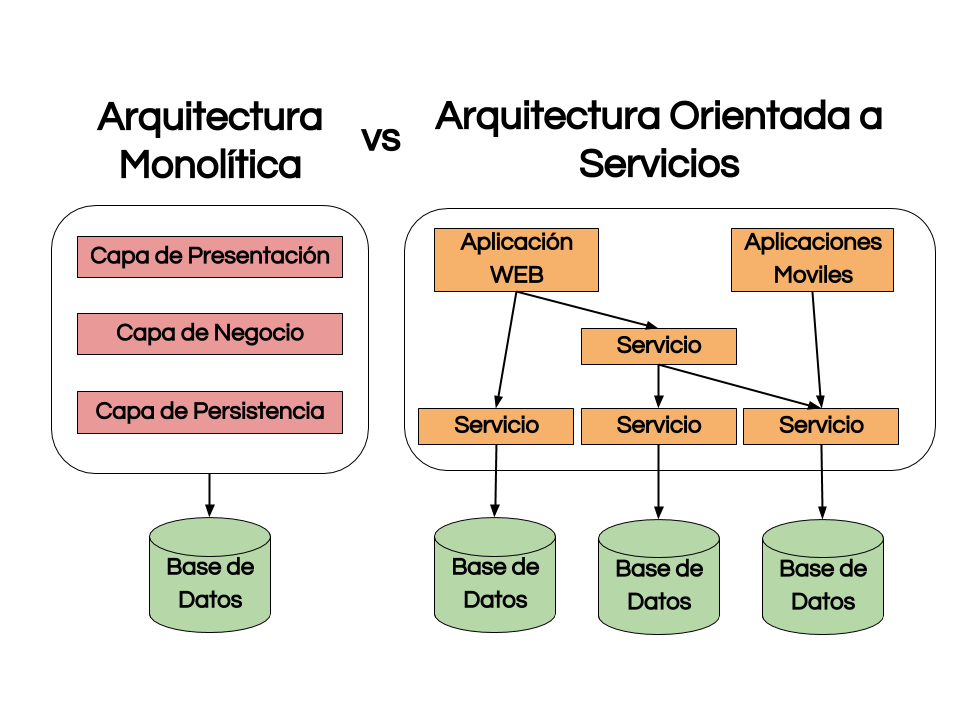 Arquitectura
Monolítica
vs
Arquitectura Orientada a
Servicios
Capa de Presentación
Capa de Negocio
Capa de Persistencia
Base de
Datos
Aplicación
WEB
Aplicaciones
Moviles
Servicio
Servicio
Servicio
Servicio
Base de
Datos
Base de
Datos
Base de
Datos